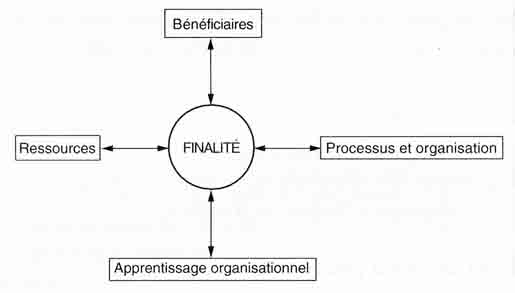 Bénéficiaires
Ressources
FINALITÉ
Processus et organisation
Apprentissage organisationnel